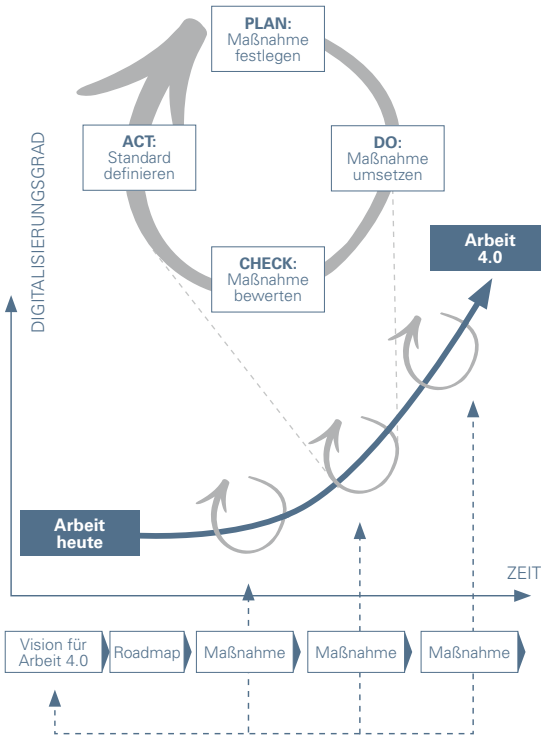 PLAN:
Maßnahme
festlegen
ACT:
Standard
definieren
DO:
Maßnahme
umsetzen
CHECK:
Maßnahme
bewerten
DIGITALISIERUNGSGRAD
Arbeit
4.0
Arbeit
heute
ZEIT
Vision für
Arbeit 4.0
Roadmap
Maßnahme
Maßnahme
Maßnahme